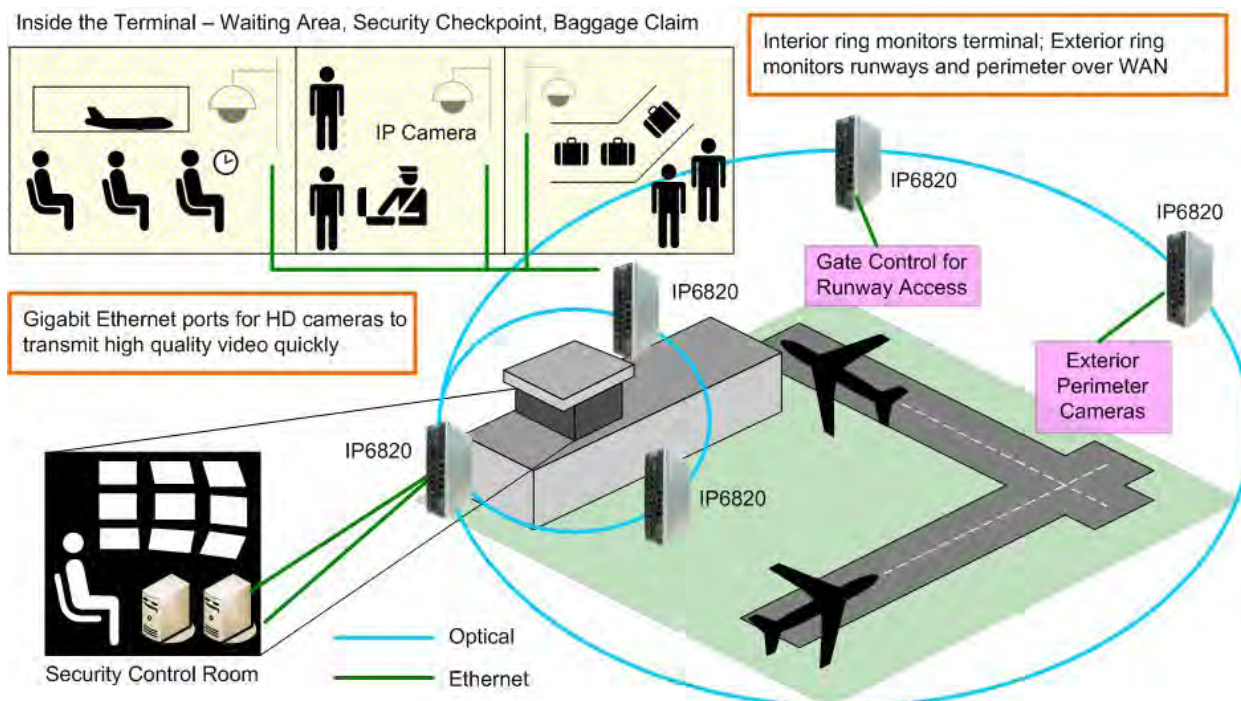 Inside the Terminal – Waiting Area, Security Checkpoint, Baggage Claim
IP Camera
Interior ring monitors terminal; Exterior ring
monitors runways and perimeter over WAN
IP6820
IP6820
Gate Control for
Runway Access
IP6820
Gigabit Ethernet ports for HD cameras to
transmit high quality video quickly
Exterior
Perimeter
Cameras
IP6820
IP6820
Security Control Room
Optical
Ethernet